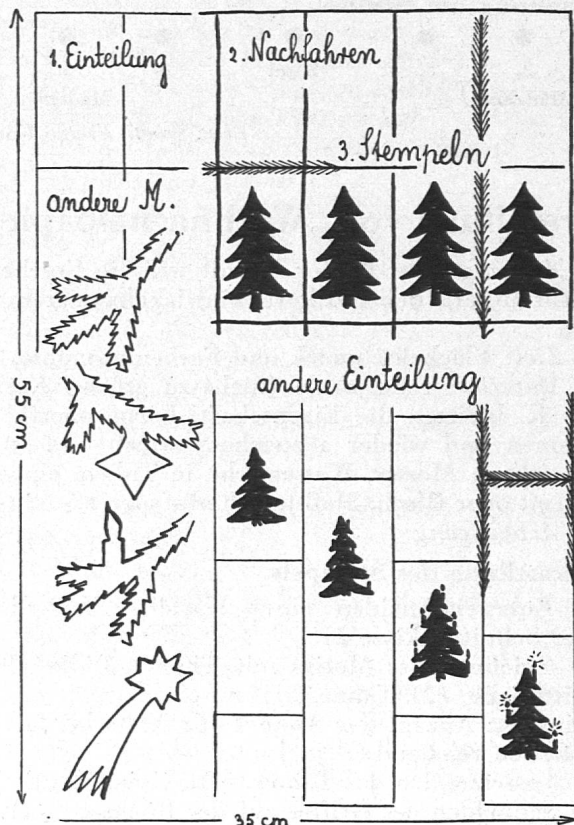 1. Einteilung
2. Nachfahren
3. Stempeln
andere M.
andere Einteilung
55 cm
35 cm